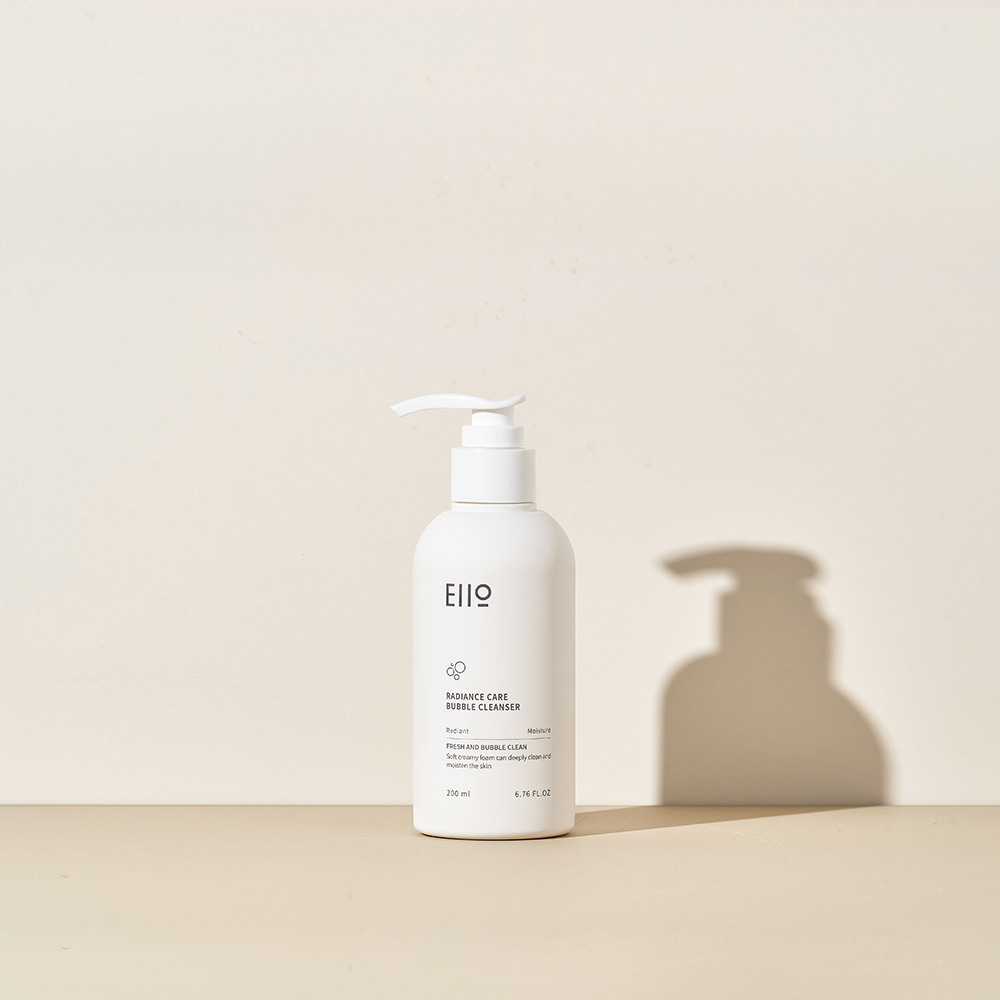 EIIO
RADIANCE CARE
BUBBLE CLEANSER
Radiant Moisture
FRESH AND BUBBLE CLEAN
Soft creamy foam can deeply clean and
moisten the skin
200 ml 6.76 FL.OZ